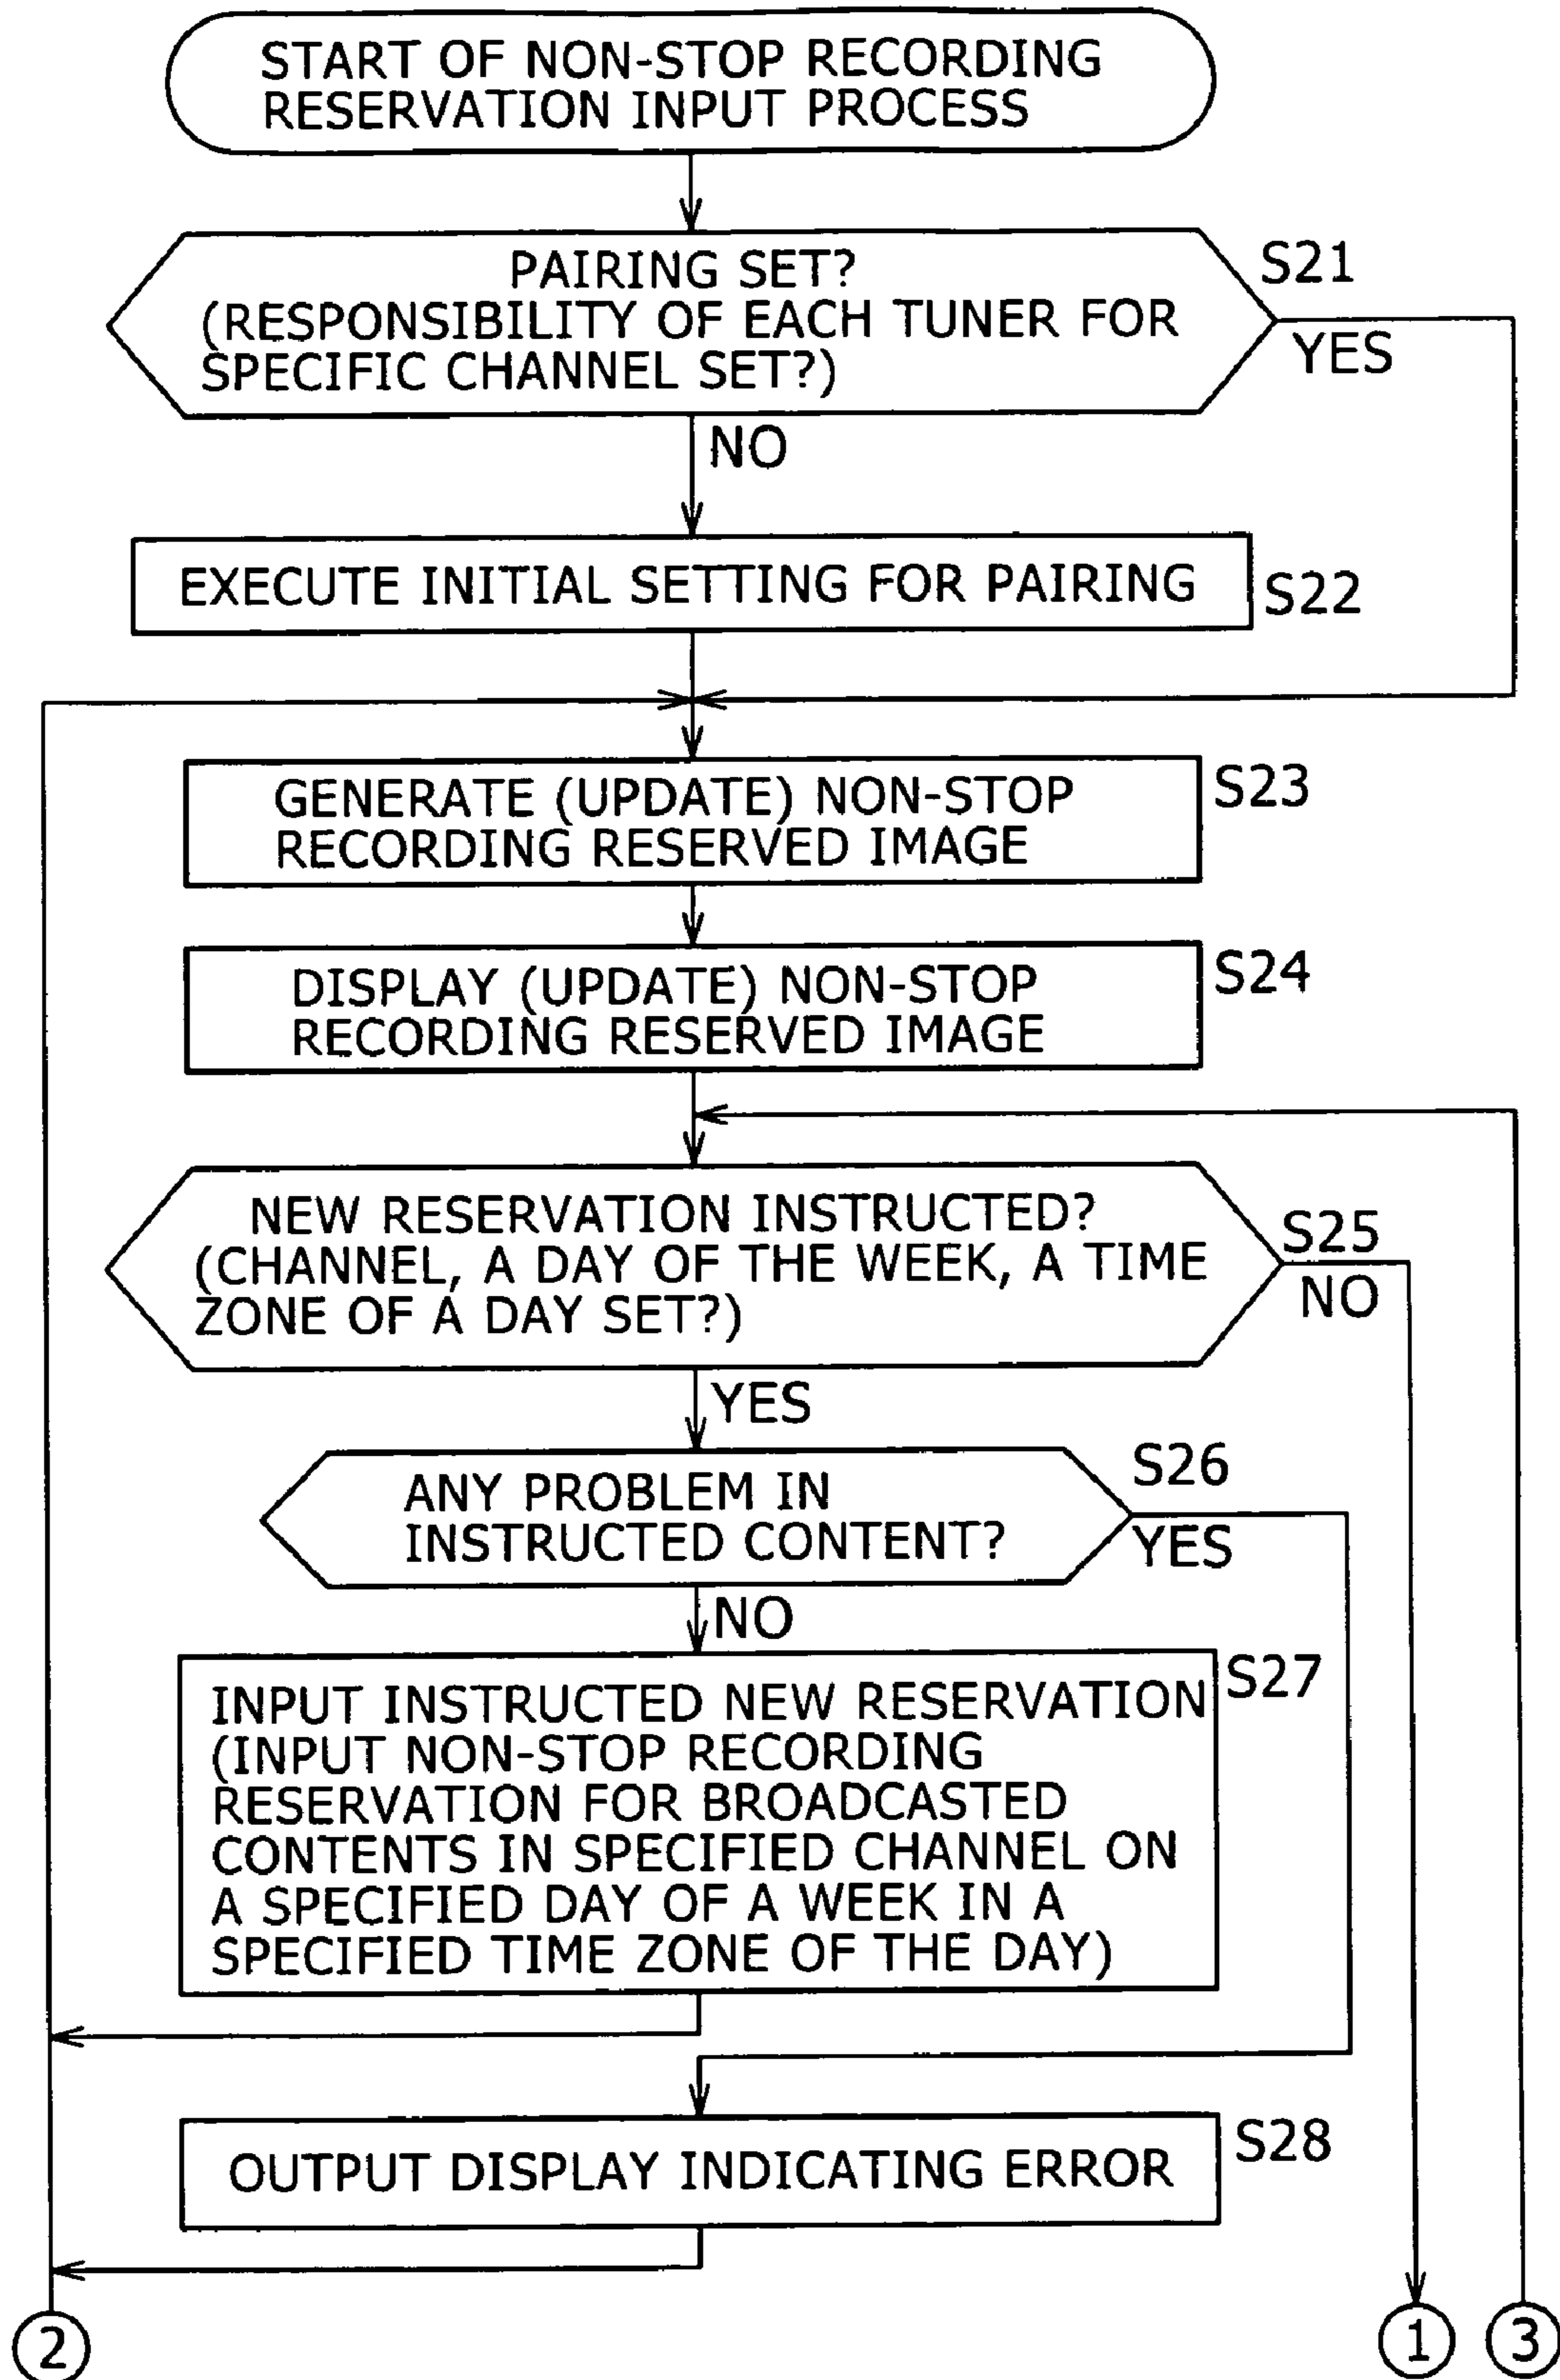 START OF NON-STOP RECORDING
RESERVATION INPUT PROCESS
PAIRING SET?
(RESPONSIBILITY OF EACH TUNER FOR
SPECIFIC CHANNEL SET?)
S21
YES
NO
EXECUTE INITIAL SETTING FOR PAIRING
S22
GENERATE (UPDATE) NON-STOP
RECORDING RESERVED IMAGE
S23
DISPLAY (UPDATE) NON-STOP
RECORDING RESERVED IMAGE
S24
NEW RESERVATION INSTRUCTED?
(CHANNEL, A DAY OF THE WEEK, A TIME
ZONE OF A DAY SET?)
S25
NO
YES
ANY PROBLEM IN
INSTRUCTED CONTENT?
S26
YES
NO
INPUT INSTRUCTED NEW RESERVATION
(INPUT NON-STOP RECORDING
RESERVATION FOR BROADCASTED
CONTENTS IN SPECIFIED CHANNEL ON
A SPECIFIED DAY OF A WEEK IN A
SPECIFIED TIME ZONE OF THE DAY)
S27
OUTPUT DISPLAY INDICATING ERROR
S28
2
1
3